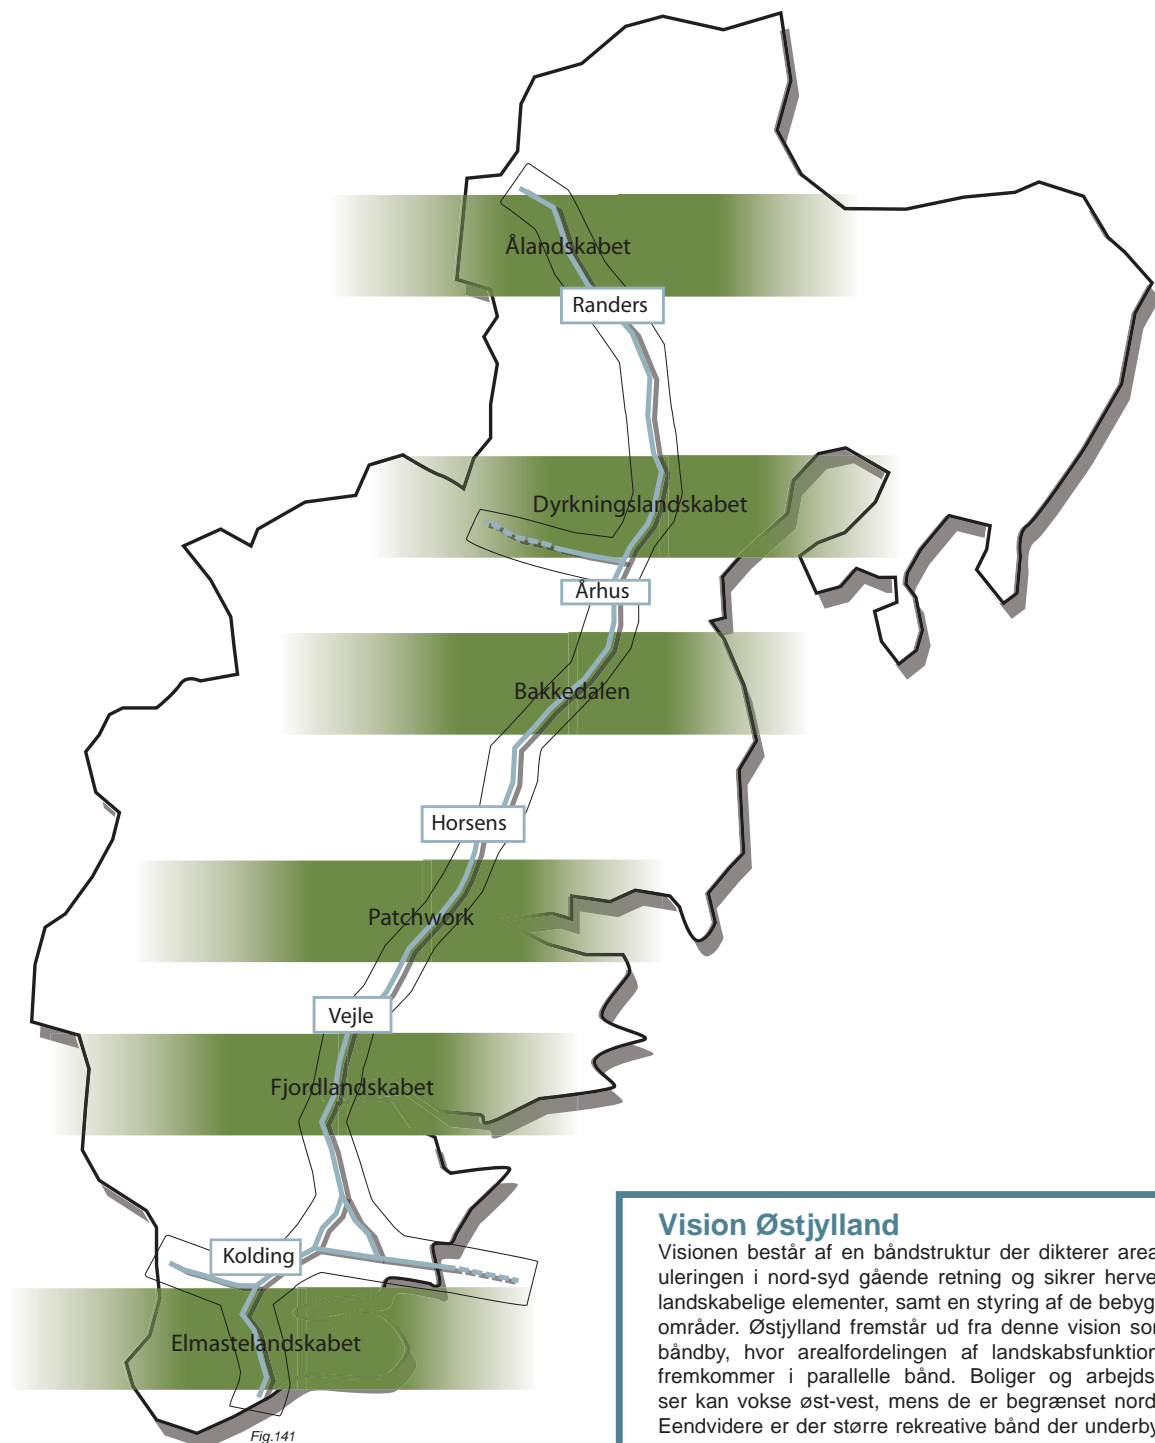 Ålandskabet
Randers
Dyrkningslandskabet
Århus
Bakkedalen
Horsens
Patchwork
Vejle
Fjordlandskabet
Kolding
Elmastelandskabet
Fig.141
Vision Østjylland
Visionen består af en båndstruktur der dikterer area
uleringen i nord-syd gående retning og sikrer herve
landskabelige elementer, samt en styring af de bebyg
områder. Østjylland fremstår ud fra denne vision so
båndby, hvor arealfordelingen af landskabsfunktion
fremkommer i parallelle bånd. Boliger og arbejds
ser kan vokse øst-vest, mens de er begrænset nord
Eendvidere er der større rekreative bånd der underby